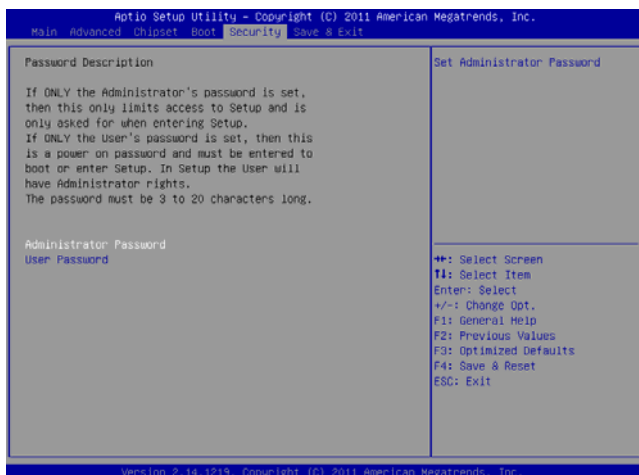 Aptio Setup Utility – Copyright (C) 2011 American Megatrends, Inc.
Main Advanced Chipset Boot Security Save & Exit
Password Description
If ONLY the Administrator's password is set,
then this only limits access to Setup and is
only asked for when entering Setup.
If ONLY the User's password is set, then this
is a power on password and must be entered to
boot or enter Setup. In Setup the User will
have Administrator rights.
The password must be 3 to 20 characters long.
Administrator Password
User Password
Set Administrator Password
→←: Select Screen
↑↓: Select Item
Enter: Select
+/-: Change Opt.
F1: General Help
F2: Previous Values
F3: Optimized Defaults
F4: Save & Reset
ESC: Exit
Version 2.14.1219. Copyright (C) 2011 American Megatrends, Inc.